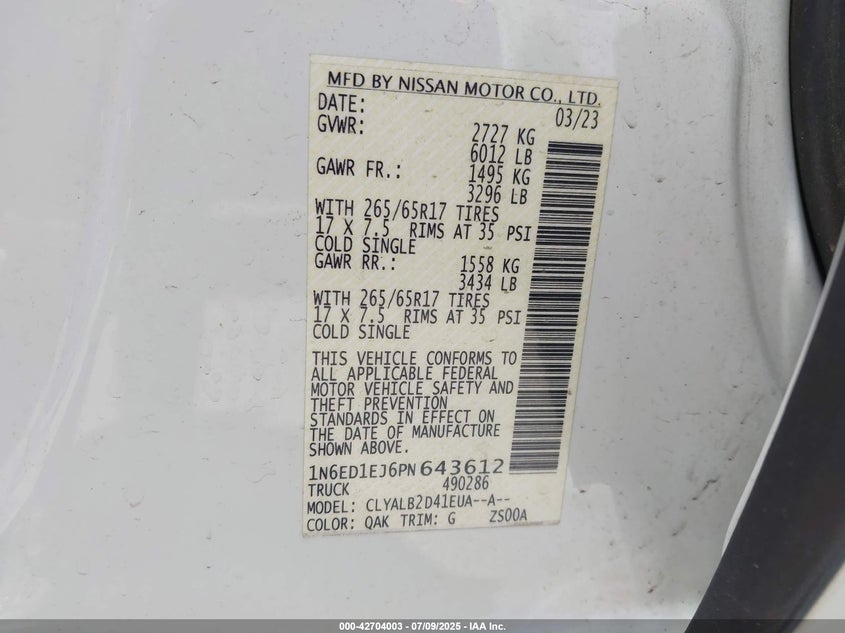 MFD BY NISSAN MOTOR CO., LTD.
DATE: 03/23
GVWR: 2727 KG
6012 LB
GAWR FR.: 1495 KG
3296 LB
WITH 265/65R17 TIRES
17 X 7.5 RIMS AT 35 PSI
COLD SINGLE
GAWR RR.: 1558 KG
3434 LB
WITH 265/65R17 TIRES
17 X 7.5 RIMS AT 35 PSI
COLD SINGLE
THIS VEHICLE CONFORMS TO
ALL APPLICABLE FEDERAL
MOTOR VEHICLE SAFETY AND
THEFT PREVENTION
STANDARDS IN EFFECT ON
THE DATE OF MANUFACTURE
SHOWN ABOVE.
1N6ED1EJ6PN643612
TRUCK 490286
MODEL: CLYALB2D41EUA--A--
COLOR: QAK TRIM: G ZS00A
000-42704003 / 07/09/2025 - IAA Inc.